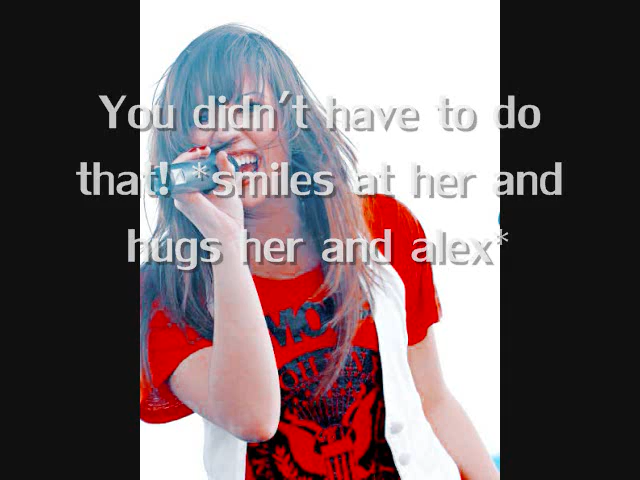 You didn't have to do
that! *smiles at her and
hugs her and alex*